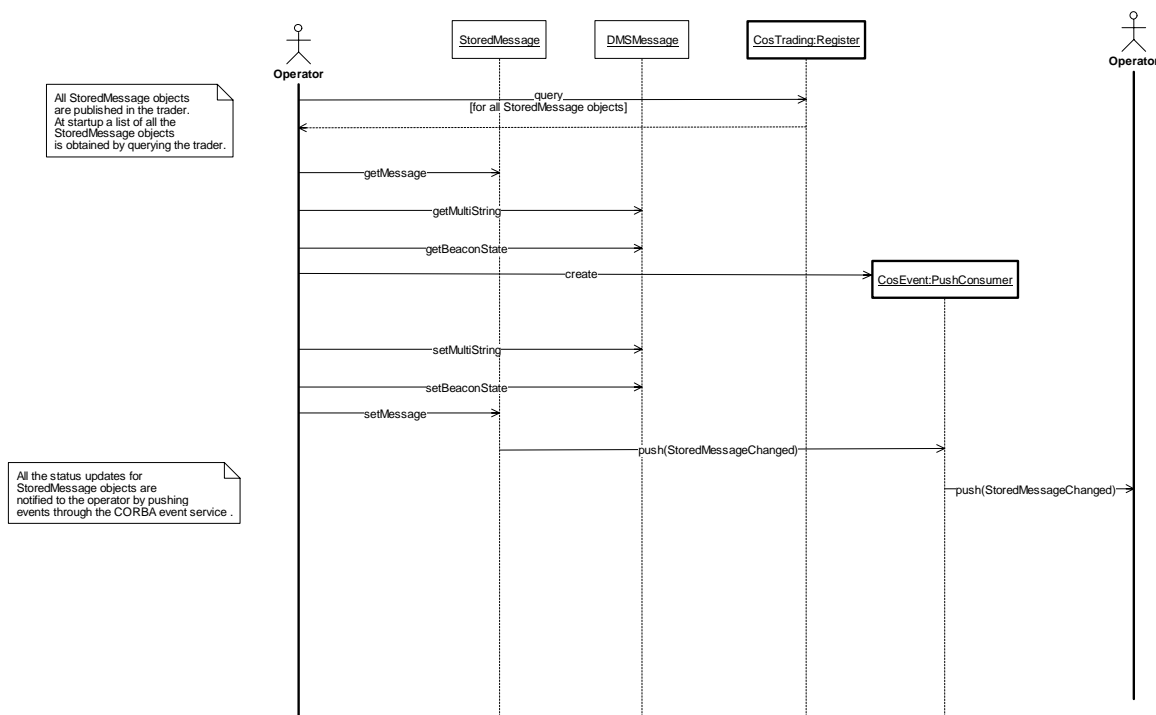 StoredMessage
DMSMessage
CosTrading:Register
Operator
Operator
All StoredMessage objects
are published in the trader.
At startup a list of all the
StoredMessage objects
is obtained by querying the trader.
query
[for all StoredMessage objects]
getMessage
getMultiString
getBeaconState
create
CosEvent:PushConsumer
setMultiString
setBeaconState
setMessage
push(StoredMessageChanged)
All the status updates for
StoredMessage objects are
notified to the operator by pushing
events through the CORBA event service .
push(StoredMessageChanged)